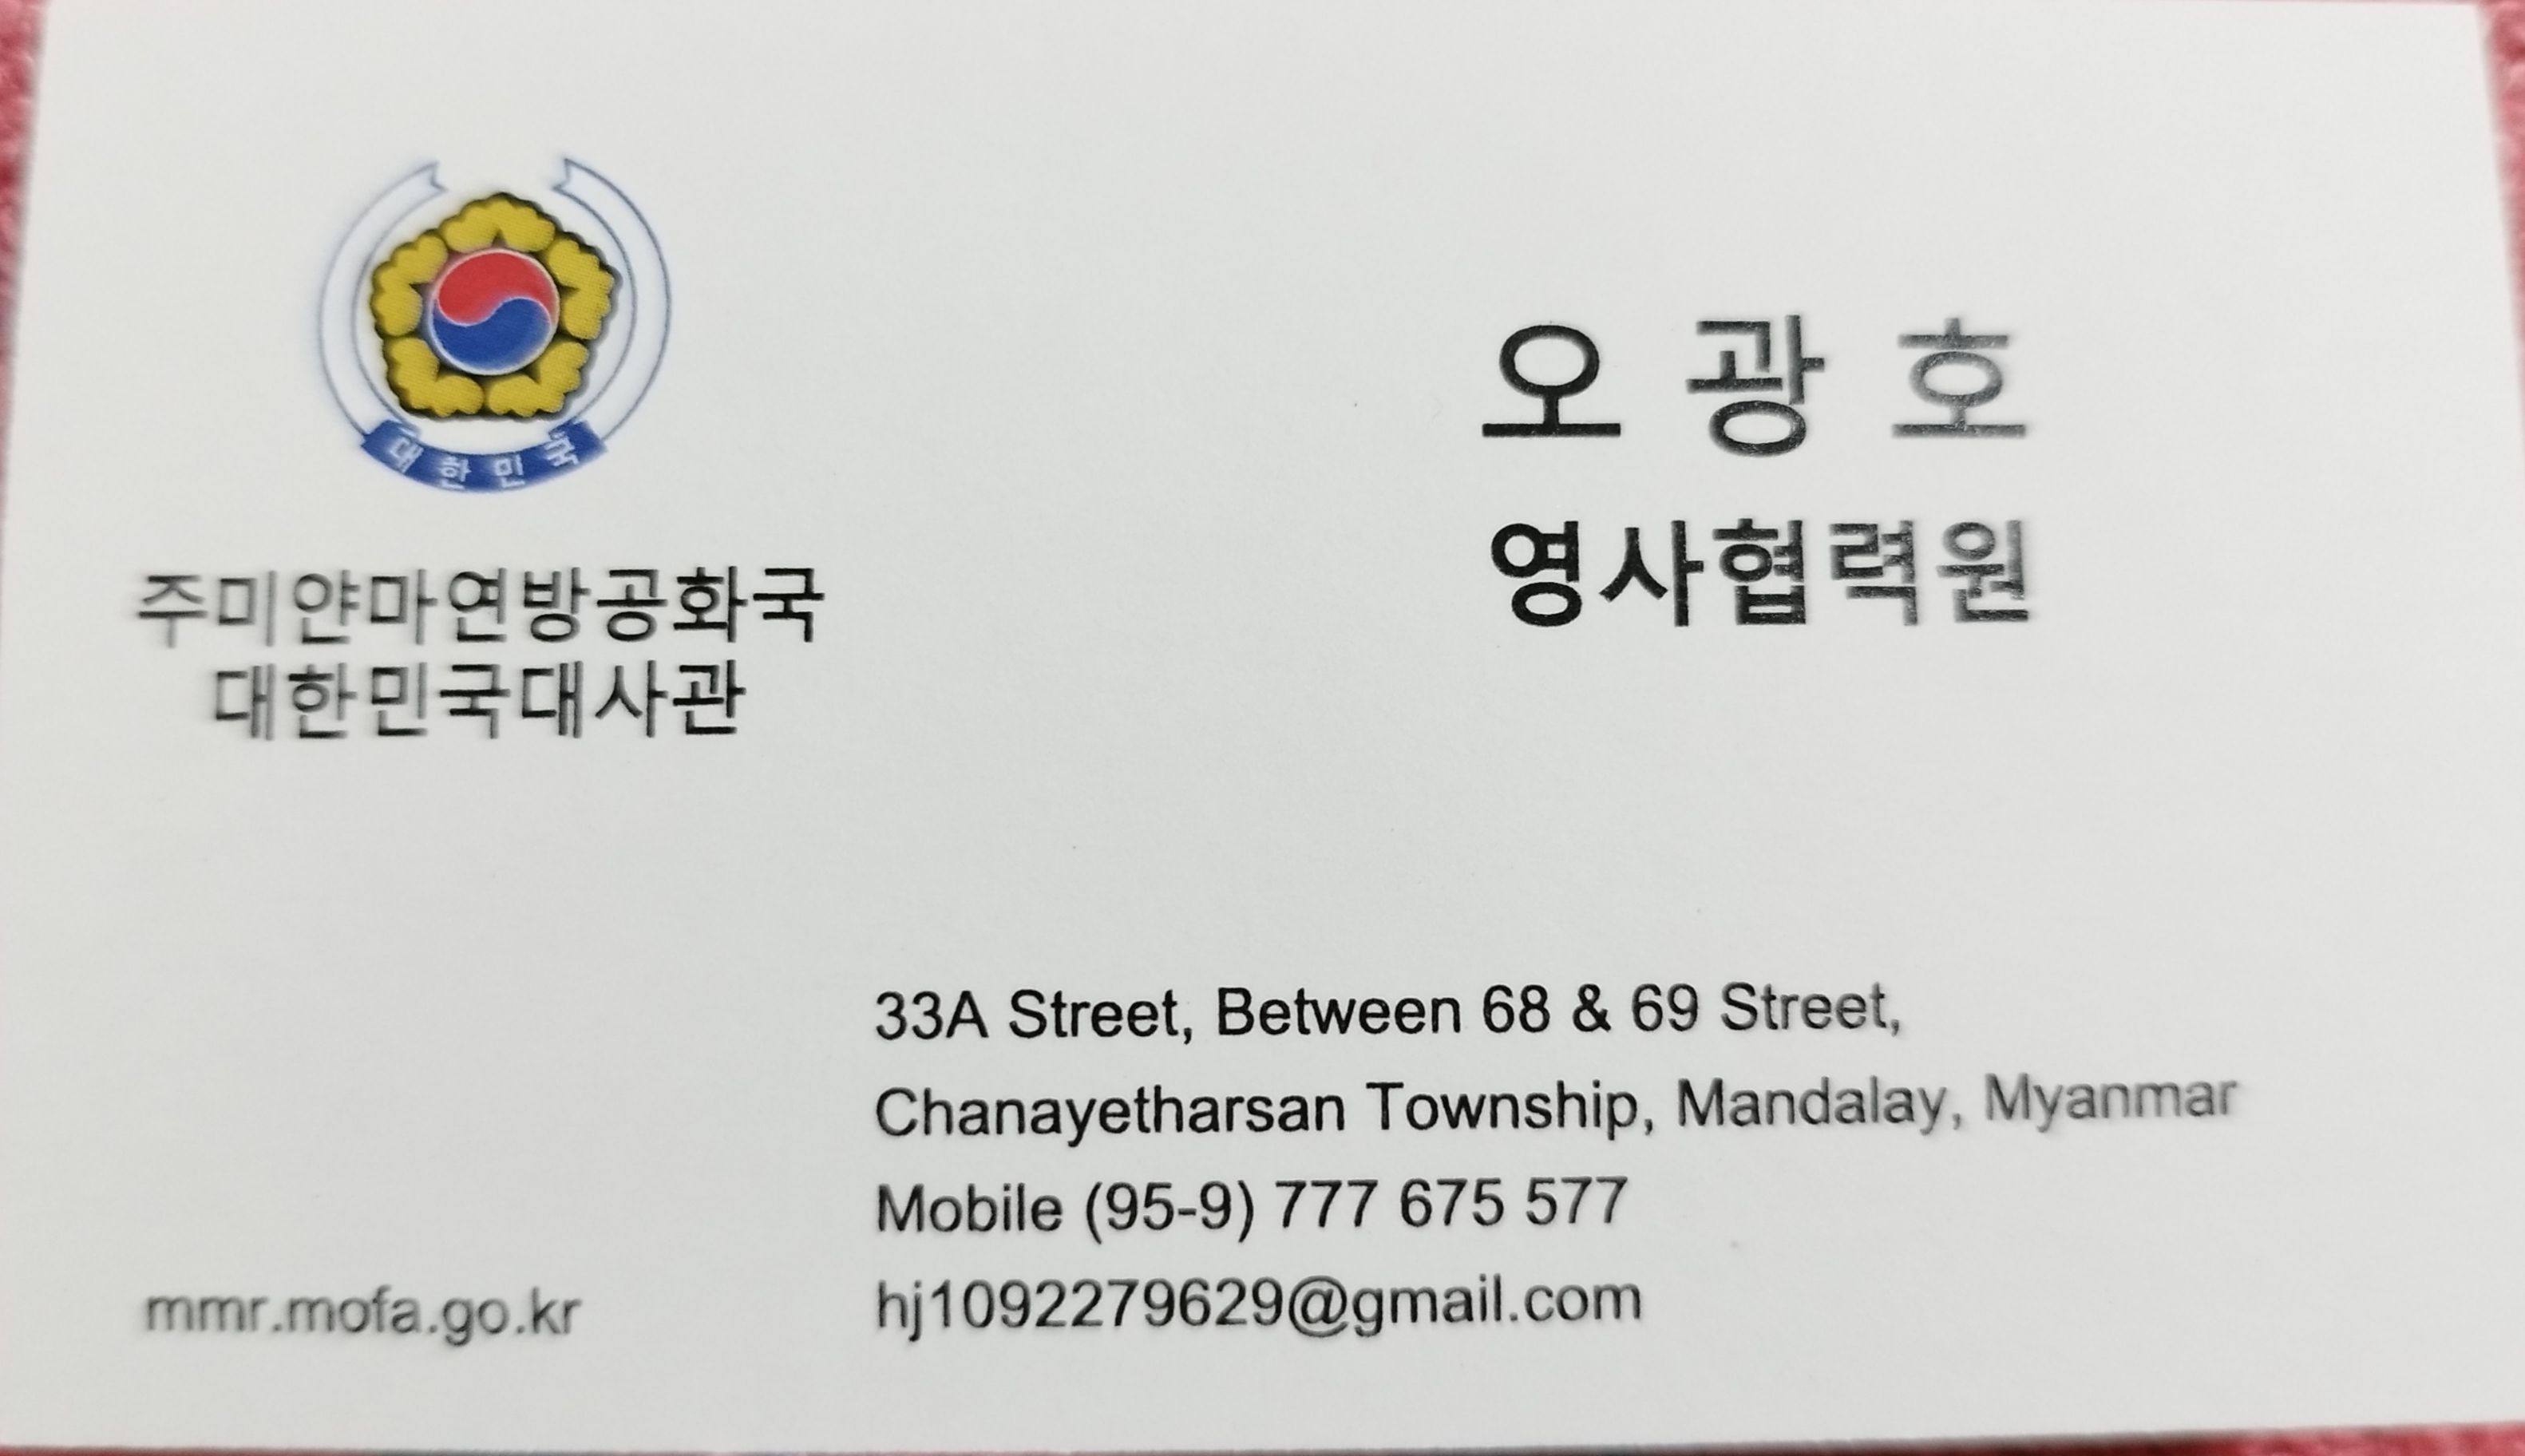 대한민국
주미얀마연방공화국
대한민국대사관
오광호
영사협력원
33A Street, Between 68 & 69 Street,
Chanayetharsan Township, Mandalay, Myanmar
Mobile (95-9) 777 675 577
hj1092279629@gmail.com
mmr.mofa.go.kr